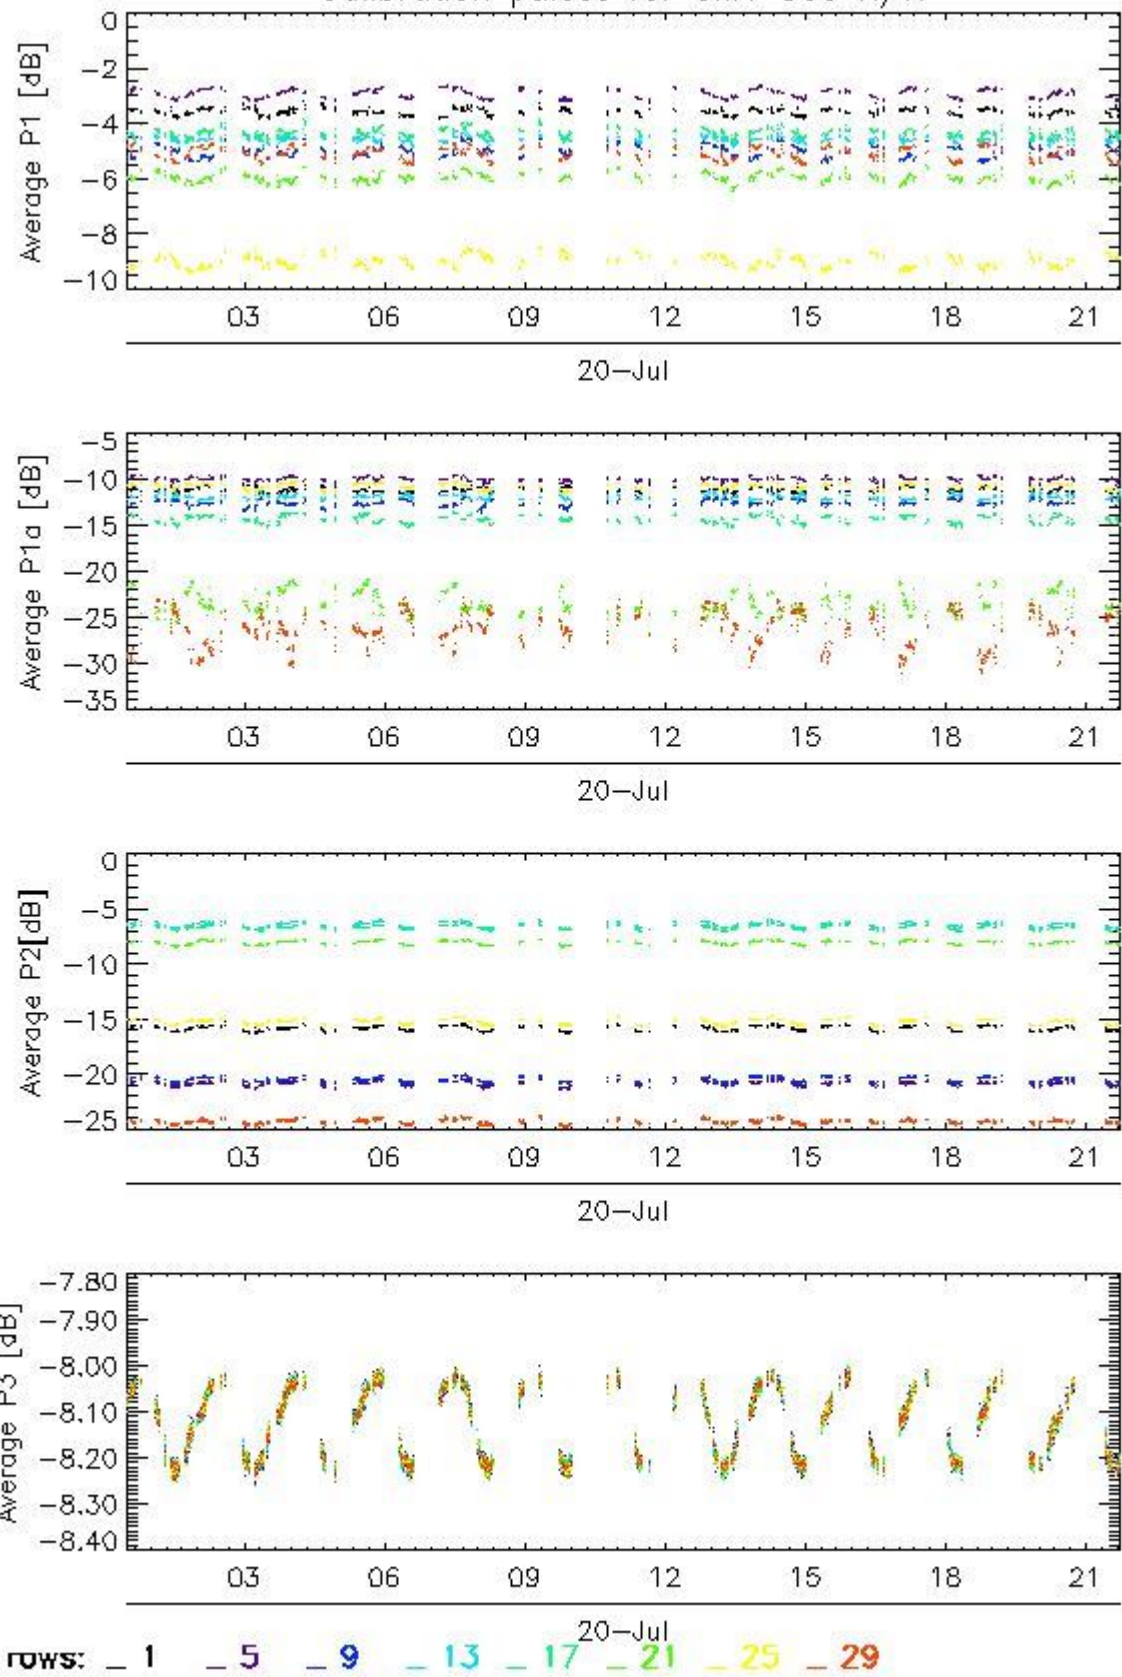 Average P1 [dB]
0
−2
−4
−6
−8
−10
03 06 09 12 15 18 21
20−Jul
Average P1a [dB]
−5
−10
−15
−20
−25
−30
−35
03 06 09 12 15 18 21
20−Jul
Average P2[dB]
0
−5
−10
−15
−20
−25
03 06 09 12 15 18 21
20−Jul
Average P3 [dB]
−7.80
−7.90
−8.00
−8.10
−8.20
−8.30
−8.40
03 06 09 12 15 18 21
20−Jul
rows: _ 1 _ 5 _ 9 _ 13 _ 17 _ 21 _ 25 _ 29